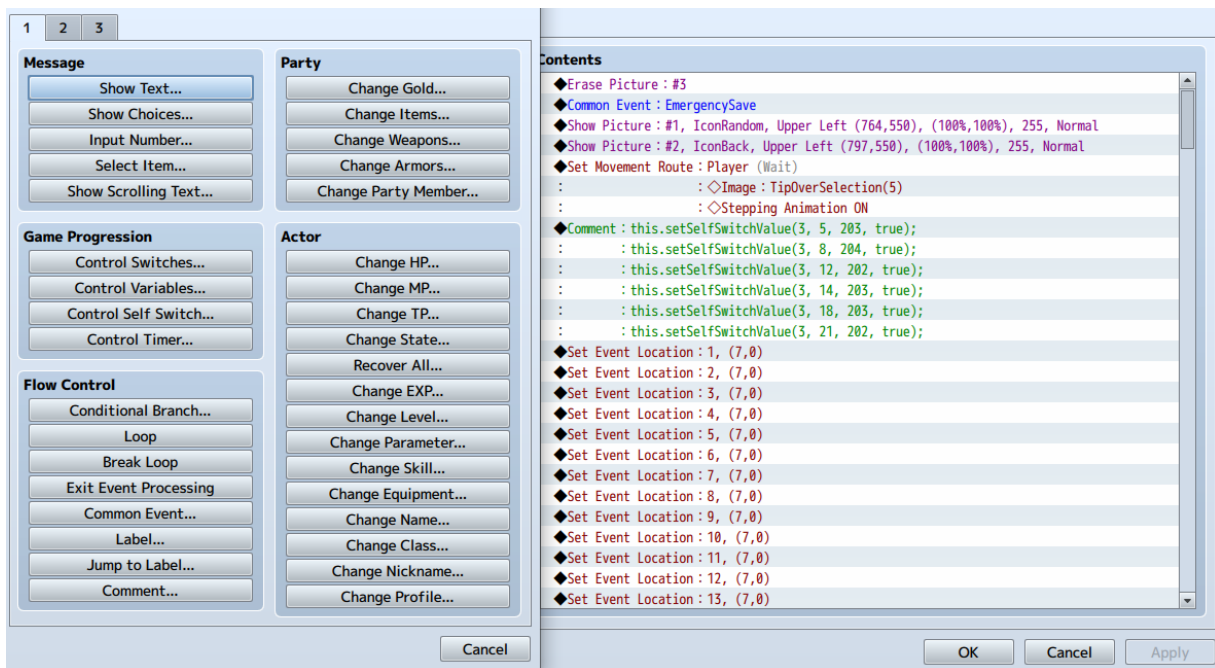 1 2 3
Message
Show Text...
Show Choices...
Input Number...
Select Item...
Show Scrolling Text...
Game Progression
Control Switches...
Control Variables...
Control Self Switch...
Control Timer...
Flow Control
Conditional Branch...
Loop
Break Loop
Exit Event Processing
Common Event...
Label...
Jump to Label...
Comment...
Party
Change Gold...
Change Items...
Change Weapons...
Change Armors...
Change Party Member...
Actor
Change HP...
Change MP...
Change TP...
Change State...
Recover All...
Change EXP...
Change Level...
Change Parameter...
Change Skill...
Change Equipment...
Change Name...
Change Class...
Change Nickname...
Change Profile...
Cancel
Contents
◆Erase Picture：#3
◆Common Event：EmergencySave
◆Show Picture：#1, IconRandom, Upper Left (764,550), (100%,100%), 255, Normal
◆Show Picture：#2, IconBack, Upper Left (797,550), (100%,100%), 255, Normal
◆Set Movement Route：Player (Wait)
：　　　　　　　　　：◇Image：TipOverSelection(5)
：　　　　　　　　　：◇Stepping Animation ON
◆Comment：this.setSelfSwitchValue(3, 5, 203, true);
：　　　：this.setSelfSwitchValue(3, 8, 204, true);
：　　　：this.setSelfSwitchValue(3, 12, 202, true);
：　　　：this.setSelfSwitchValue(3, 14, 203, true);
：　　　：this.setSelfSwitchValue(3, 18, 203, true);
：　　　：this.setSelfSwitchValue(3, 21, 202, true);
◆Set Event Location：1, (7,0)
◆Set Event Location：2, (7,0)
◆Set Event Location：3, (7,0)
◆Set Event Location：4, (7,0)
◆Set Event Location：5, (7,0)
◆Set Event Location：6, (7,0)
◆Set Event Location：7, (7,0)
◆Set Event Location：8, (7,0)
◆Set Event Location：9, (7,0)
◆Set Event Location：10, (7,0)
◆Set Event Location：11, (7,0)
◆Set Event Location：12, (7,0)
◆Set Event Location：13, (7,0)
OK Cancel Apply